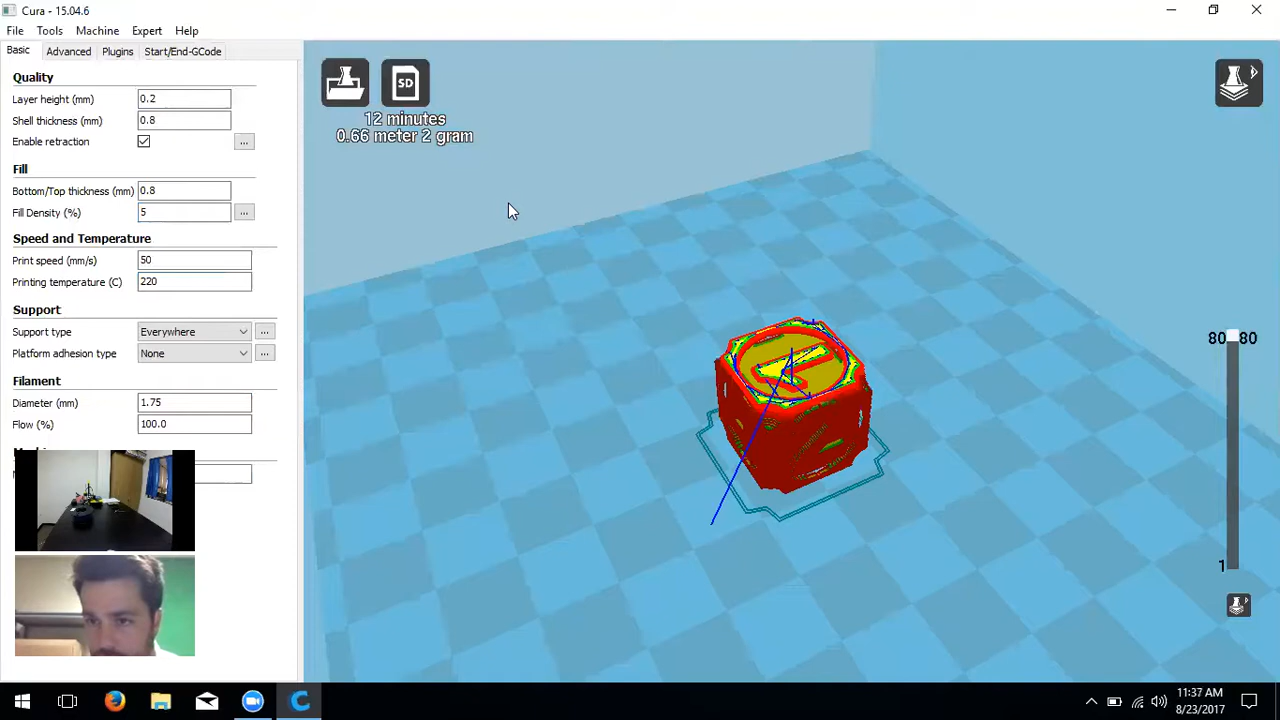 Cura - 15.04.6
File Tools Machine Expert Help
Basic Advanced Plugins Start/End-GCode
Quality
Layer height (mm) 0.2
Shell thickness (mm) 0.8
Enable retraction ...
Fill
Bottom/Top thickness (mm) 0.8
Fill Density (%) 5 ...
Speed and Temperature
Print speed (mm/s) 50
Printing temperature (C) 220
Support
Support type Everywhere ...
Platform adhesion type None ...
Filament
Diameter (mm) 1.75
Flow (%) 100.0
SD
12 minutes
0.66 meter 2 gram
80 80
1
11:37 AM
8/23/2017